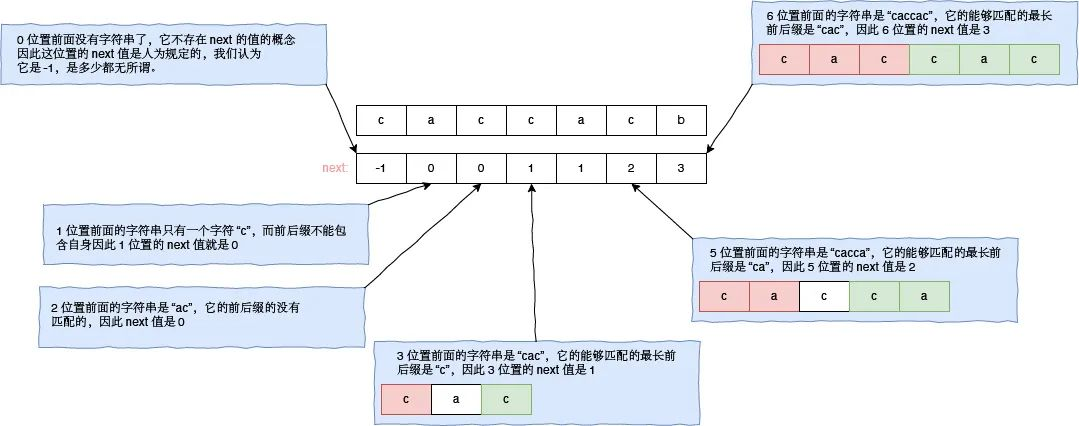 0 位置前面没有字符串了，它不存在 next 的值的概念
因此这位置的 next 值是人为规定的，我们认为
它是 -1，是多少都无所谓。
6 位置前面的字符串是“caccac”，它的能够匹配的最长
前后缀是“cac”，因此 6 位置的 next 值是 3
c a c c a c
c a c c a c b
next: -1 0 0 1 1 2 3
1 位置前面的字符串只有一个字符“c”，而前后缀不能包
含自身因此 1 位置的 next 值就是 0
5 位置前面的字符串是“cacca”，它的能够匹配的最长前
后缀是“ca”，因此 5 位置的 next 值是 2
c a c c a
2 位置前面的字符串是“ac”，它的前后缀的没有
匹配的，因此 next 值是 0
3 位置前面的字符串是“cac”，它的能够匹配的最长前
后缀是“c”，因此 3 位置的 next 值是 1
c a c